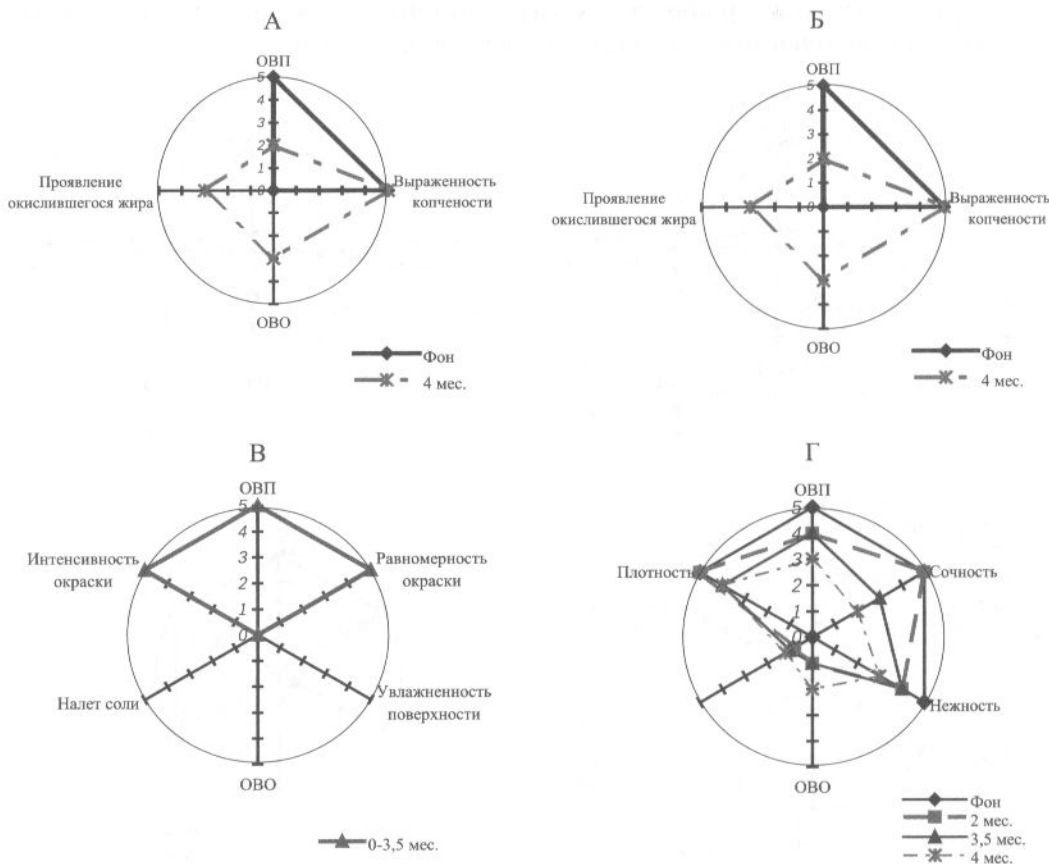 А
ОВП
5
4
3
2
1
0
Проявление
окислившегося жира
Выраженность
копчености
ОВО
Фон
4 мес.
Б
ОВП
5
4
3
2
1
0
Проявление
окислившегося жира
Выраженность
копчености
ОВО
Фон
4 мес.
В
ОВП
5
4
3
2
1
0
Интенсивность
окраски
Равномерность
окраски
Налет соли
Увлажненность
поверхности
ОВО
0-3,5 мес.
Г
ОВП
5
4
3
2
1
0
Плотность
Сочность
Нежность
ОВО
Фон
2 мес.
3,5 мес.
4 мес.